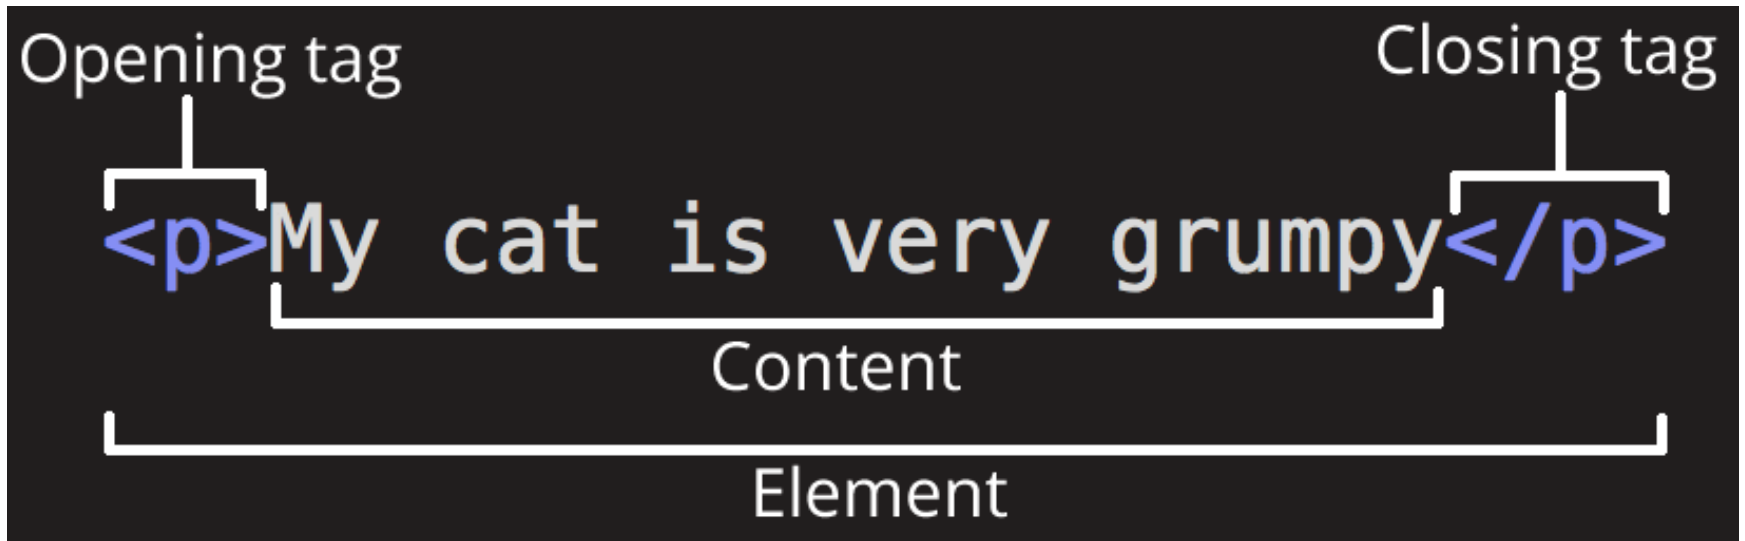 Opening tag
Closing tag
<p>My cat is very grumpy</p>
Content
Element